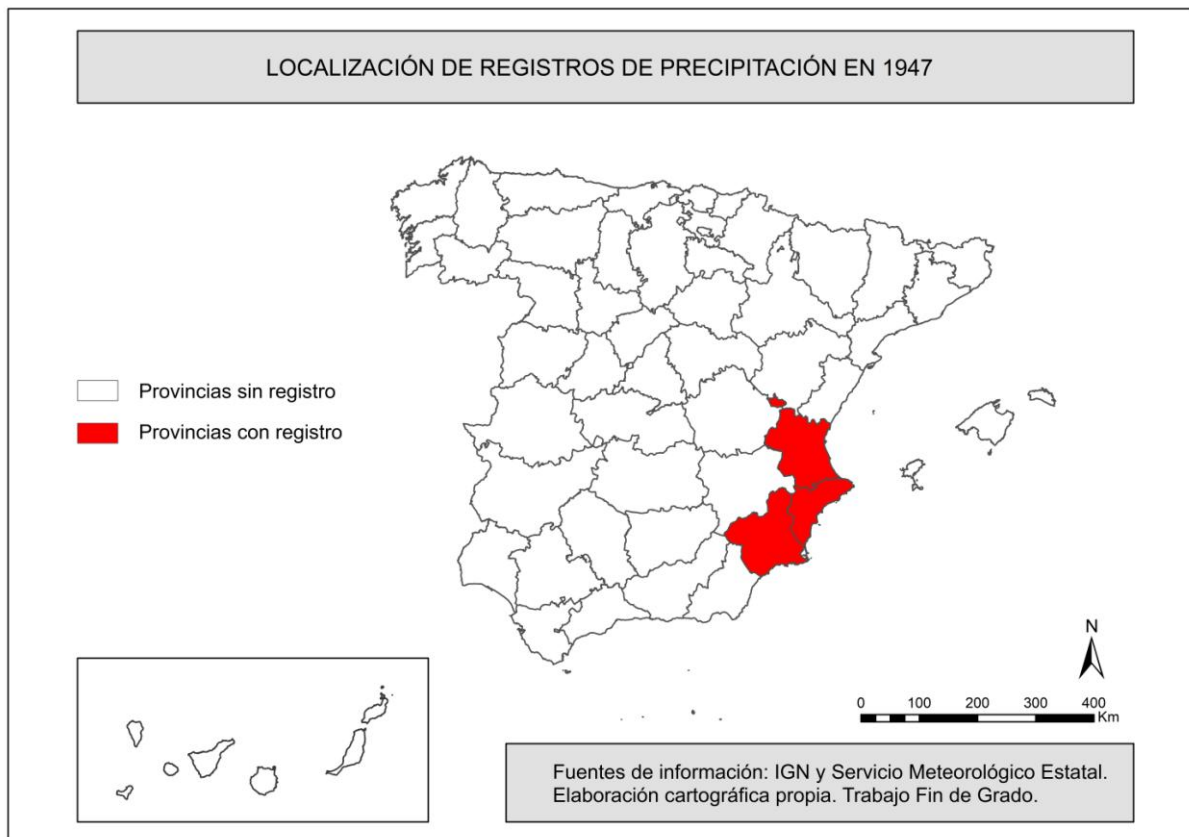 LOCALIZACIÓN DE REGISTROS DE PRECIPITACIÓN EN 1947
Provincias sin registro
Provincias con registro
N
0 100 200 300 400
Km
Fuentes de información: IGN y Servicio Meteorológico Estatal.
Elaboración cartográfica propia. Trabajo Fin de Grado.